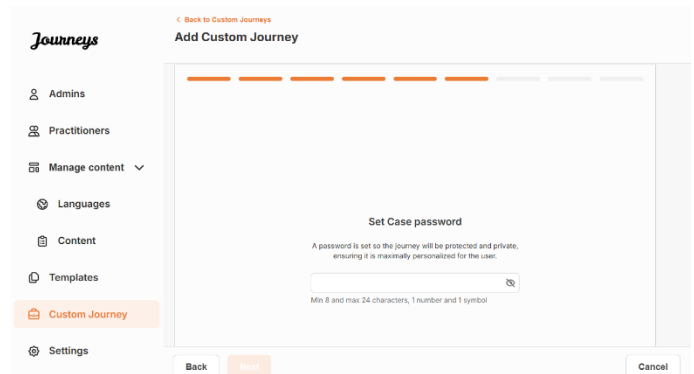 < Back to Custom Journeys
Journeys
Add Custom Journey
Admins
Practitioners
Manage content
Languages
Content
Templates
Custom Journey
Settings
Set Case password
A password is set so the journey will be protected and private,
ensuring it is maximally personalized for the user.
Min 8 and max 24 characters, 1 number and 1 symbol
Back
Next
Cancel